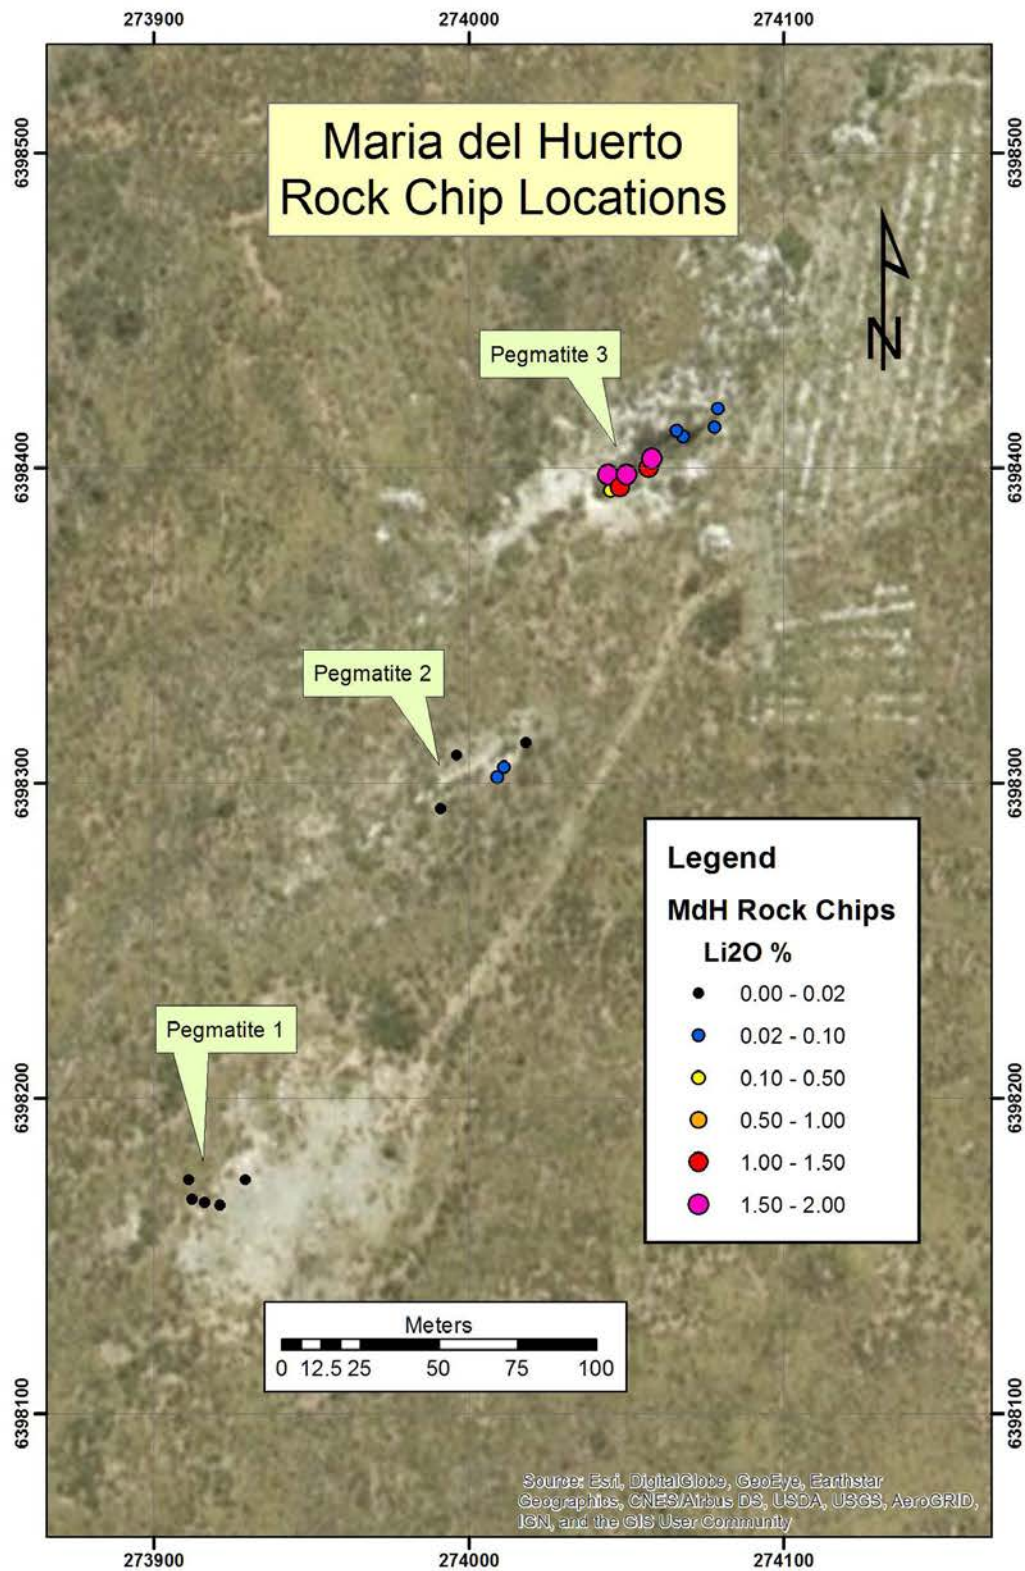 273900
274000
274100
6398500
6398500
Maria del Huerto
Rock Chip Locations
N
Pegmatite 3
6398400
6398400
Pegmatite 2
6398300
6398300
Legend
MdH Rock Chips
Li2O %
0.00 - 0.02
0.02 - 0.10
0.10 - 0.50
0.50 - 1.00
1.00 - 1.50
1.50 - 2.00
Pegmatite 1
6398200
6398200
Meters
0 12.5 25 50 75 100
6398100
6398100
Source: Esri, DigitalGlobe, GeoEye, Earthstar
Geographics, CNES/Airbus DS, USDA, USGS, AeroGRID,
IGN, and the GIS User Community
273900
274000
274100